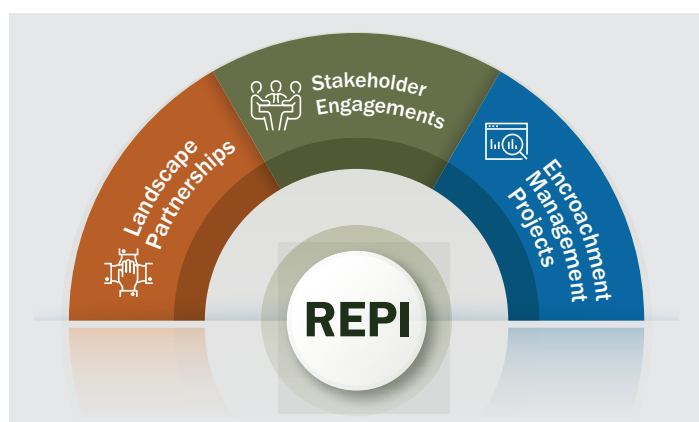 Landscape
Partnerships
Stakeholder
Engagements
Encroachment
Management
Projects
REPI